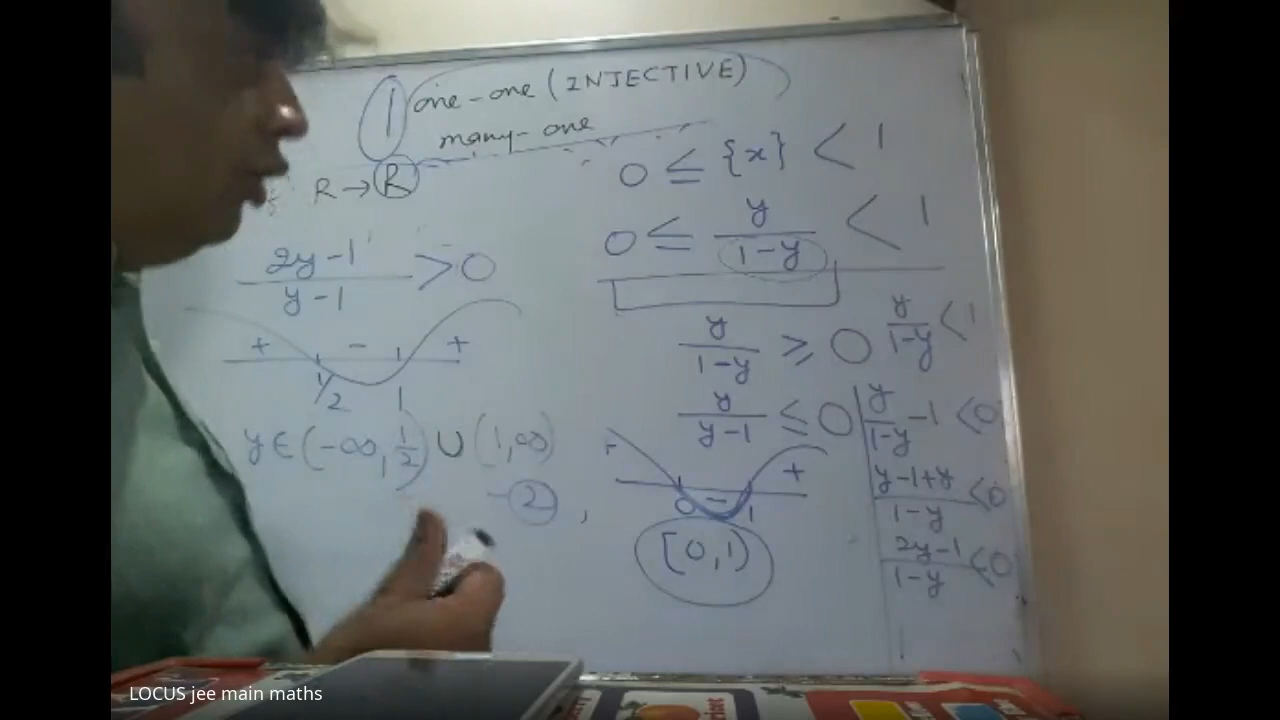 1 one-one (INJECTIVE)
many-one
R → R
2y-1 / y-1 > 0
+ - +
1/2 1
y ∈ (-∞, 1/2) ∪ (1, ∞)
-2 ,
0 ≤ {x} < 1
0 ≤ y / 1-y < 1
y / 1-y ≥ 0
y / y-1 ≤ 0
+ - +
0 1
[0,1)
y / 1-y < 1
y / 1-y -1 < 0
y-1+y / 1-y < 0
2y-1 / 1-y < 0
LOCUS jee main maths